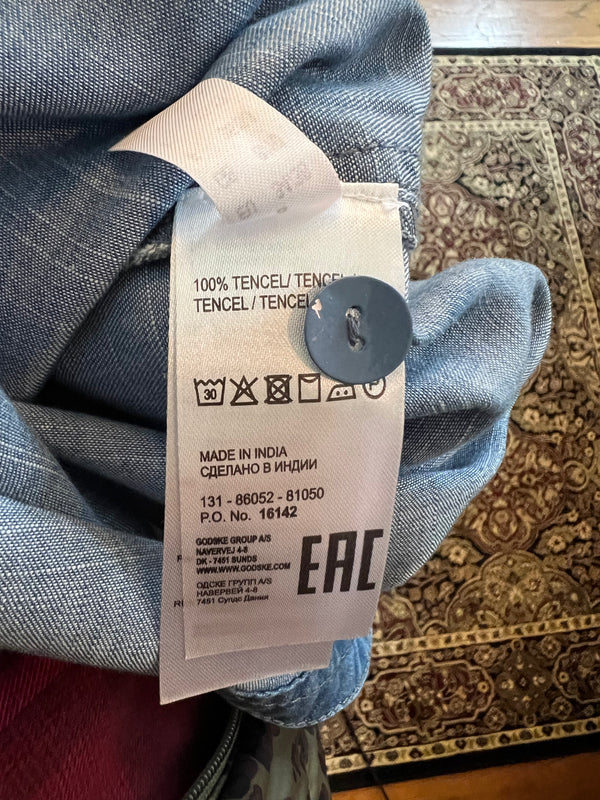 100% TENCEL/ TENCEL /
TENCEL / TENCEL
30
P
MADE IN INDIA
СДЕЛАНО В ИНДИИ
131 - 86052 - 81050
P.O. No. 16142
GODSKE GROUP A/S
NAVERVEJ 4-8
DK - 7451 SUNDS
WWW.GODSKE.COM
ОДСКЕ ГРУПП A/S
НАВЕРВЕЙ 4-8
7451 Сундс Дания
EAC